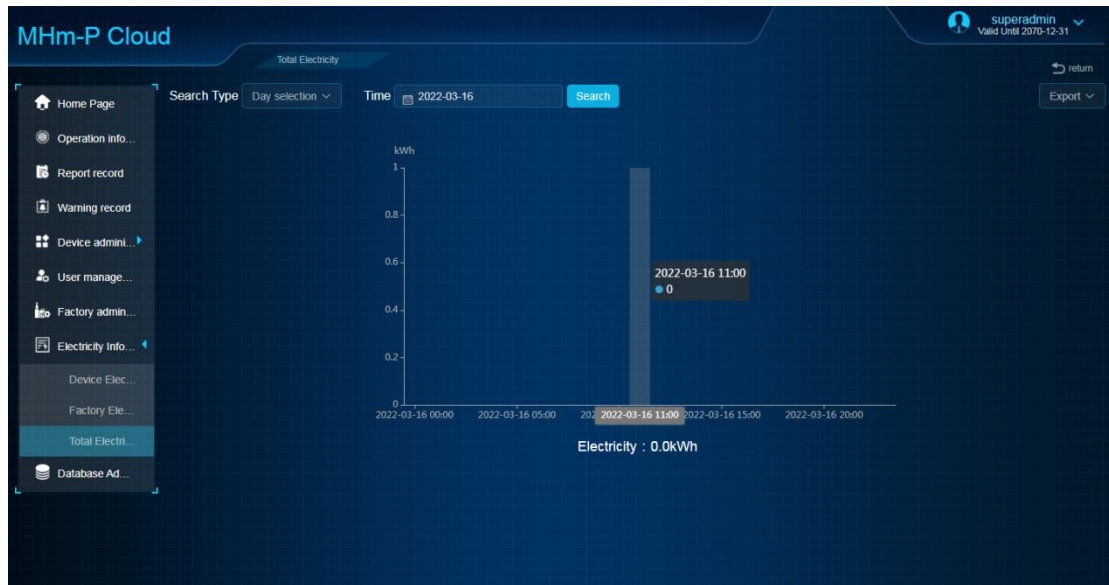 MHm-P Cloud
superadmin
Valid Until 2070-12-31
Total Electricity
return
Search Type Day selection Time 2022-03-16 Search Export
Home Page
Operation info...
Report record
Warning record
Device admini...
User manage...
Factory admin...
Electricity Info...
Device Elec...
Factory Ele...
Total Electri...
Database Ad...
kWh
1
0.8
0.6
0.4
0.2
0
2022-03-16 11:00
0
2022-03-16 00:00 2022-03-16 05:00 202 2022-03-16 11:00 2022-03-16 15:00 2022-03-16 20:00
Electricity : 0.0kWh